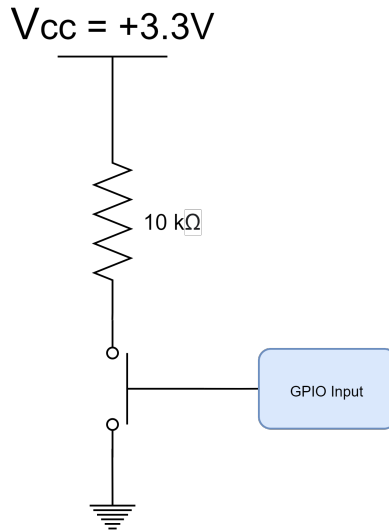 Vcc = +3.3V
10 kΩ
GPIO Input